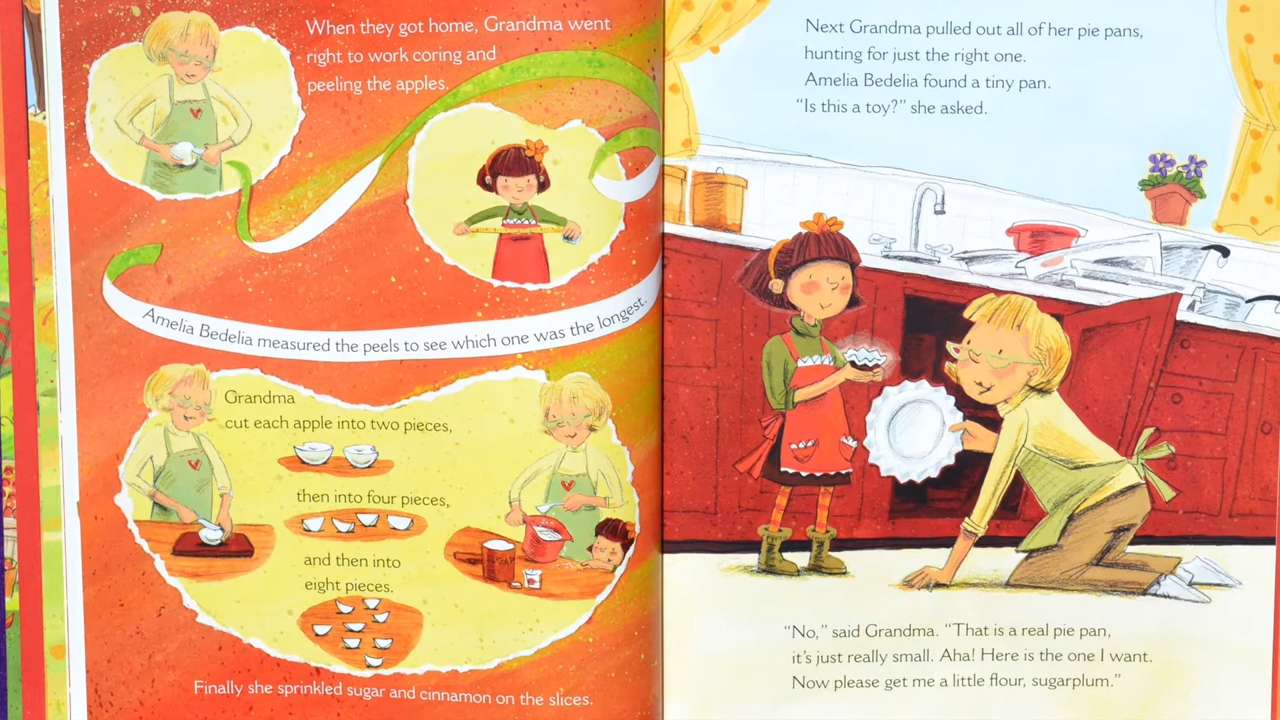 When they got home, Grandma went
right to work coring and
peeling the apples.
Amelia Bedelia measured the peels to see which one was the longest.
Grandma
cut each apple into two pieces,
then into four pieces,
and then into
eight pieces.
SUGAR
Finally she sprinkled sugar and cinnamon on the slices.
Next Grandma pulled out all of her pie pans,
hunting for just the right one.
Amelia Bedelia found a tiny pan.
“Is this a toy?” she asked.
“No,” said Grandma. “That is a real pie pan,
it’s just really small. Aha! Here is the one I want.
Now please get me a little flour, sugarplum.”